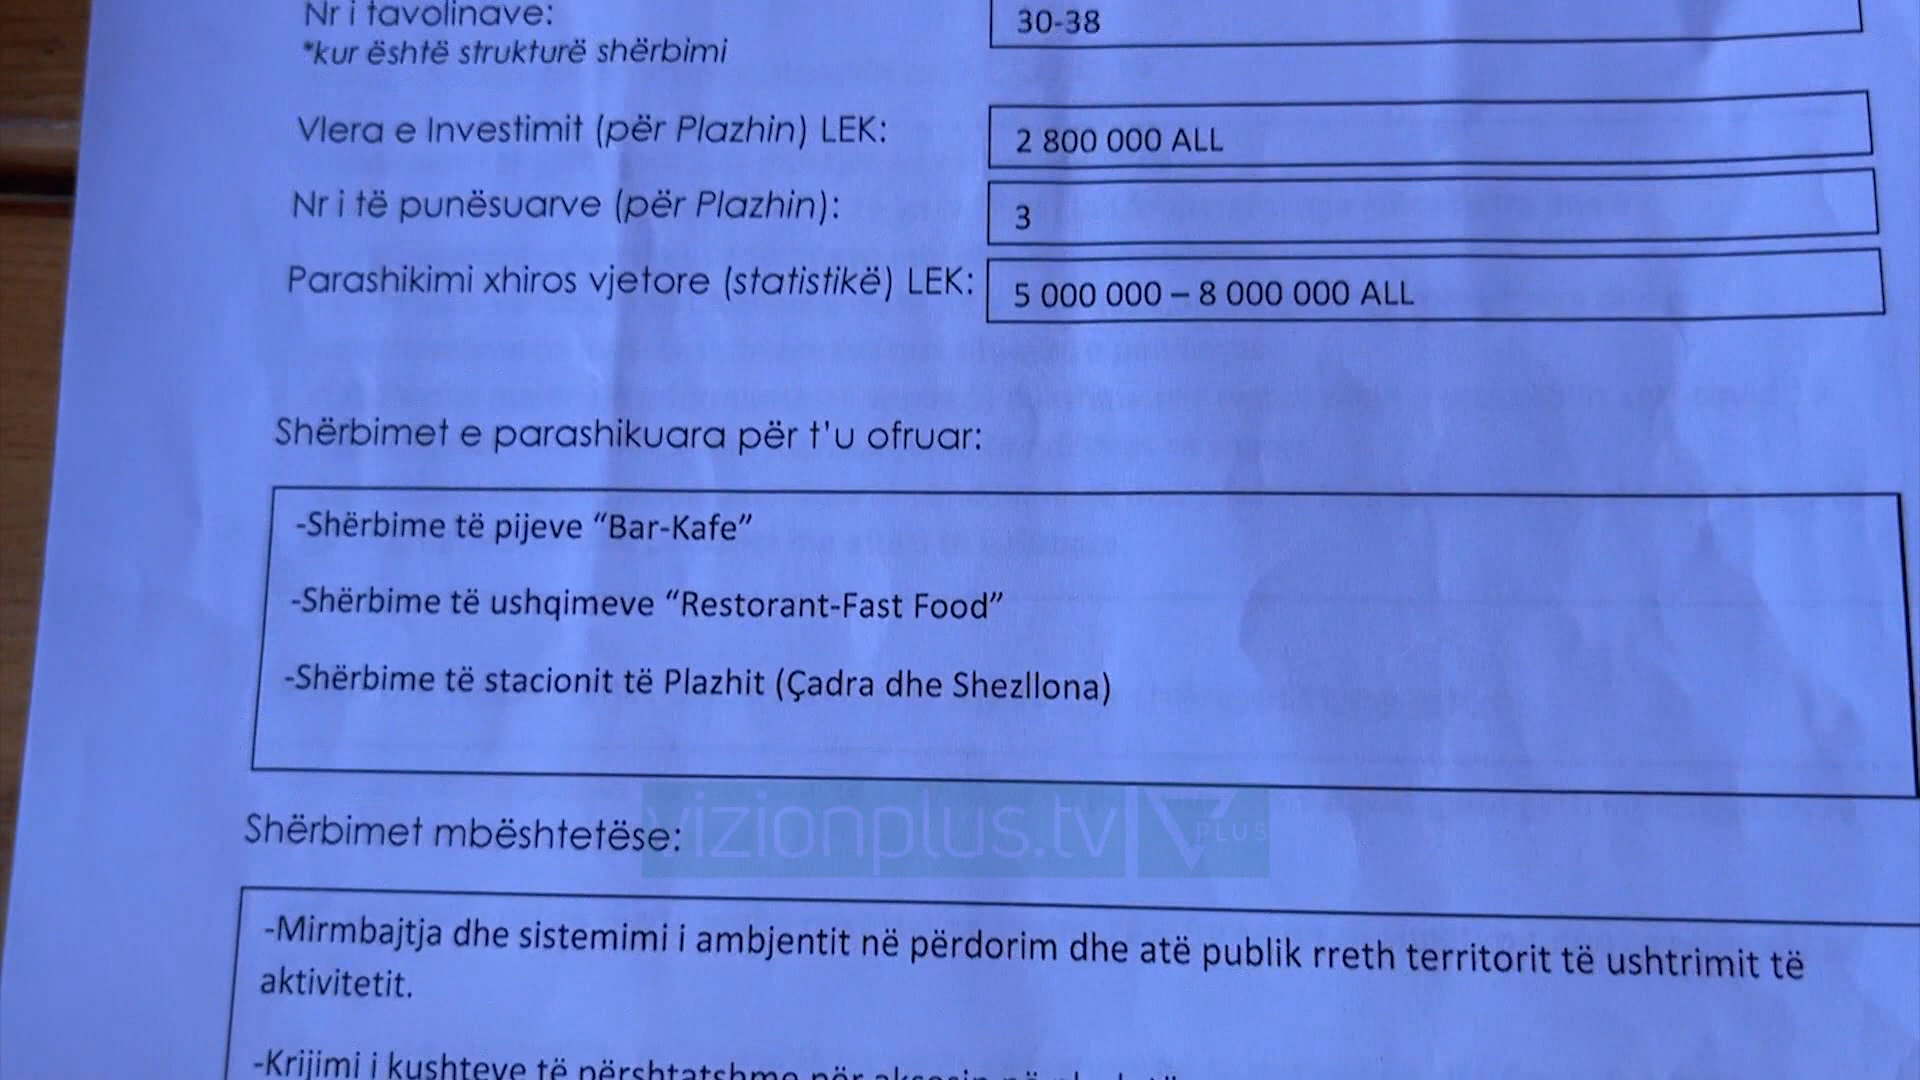 Nr i tavolinave:
30-38
*kur është strukturë shërbimi
Vlera e Investimit (për Plazhin) LEK:
2 800 000 ALL
Nr i të punësuarve (për Plazhin):
3
Parashikimi xhiros vjetore (statistikë) LEK:
5 000 000 – 8 000 000 ALL
Shërbimet e parashikuara për t'u ofruar:
-Shërbime të pijeve “Bar-Kafe”
-Shërbime të ushqimeve “Restorant-Fast Food”
-Shërbime të stacionit të Plazhit (Çadra dhe Shezllona)
vizionplus.tv PLUS
Shërbimet mbështetëse:
-Mirmbajtja dhe sistemimi i ambjentit në përdorim dhe atë publik rreth territorit të ushtrimit të
aktivitetit.
-Krijimi i kushteve të përshtatshme për